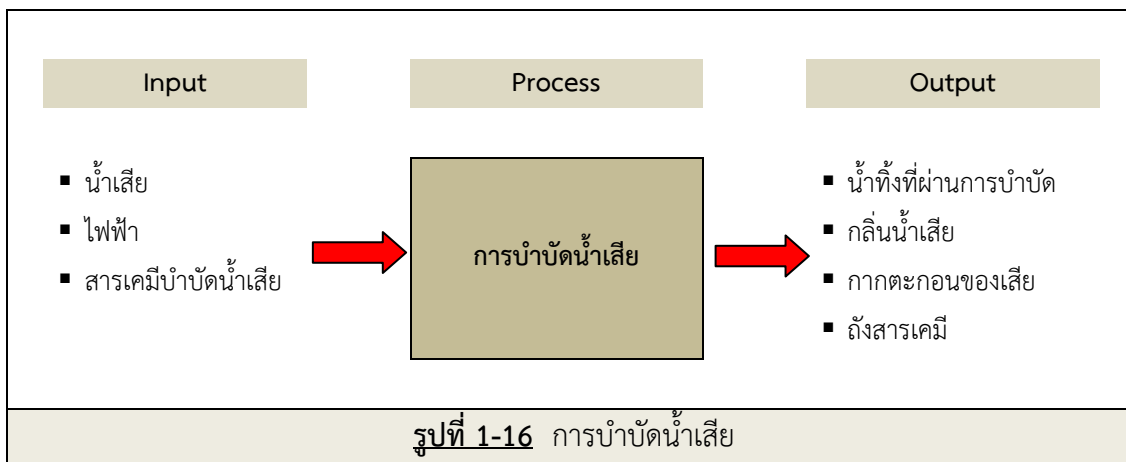 Input
Process
Output
▪ น้ำเสีย
▪ ไฟฟ้า
▪ สารเคมีบำบัดน้ำเสีย
การบำบัดน้ำเสีย
▪ น้ำทิ้งที่ผ่านการบำบัด
▪ กลิ่นน้ำเสีย
▪ กากตะกอนของเสีย
▪ ถังสารเคมี
รูปที่ 1-16 การบำบัดน้ำเสีย